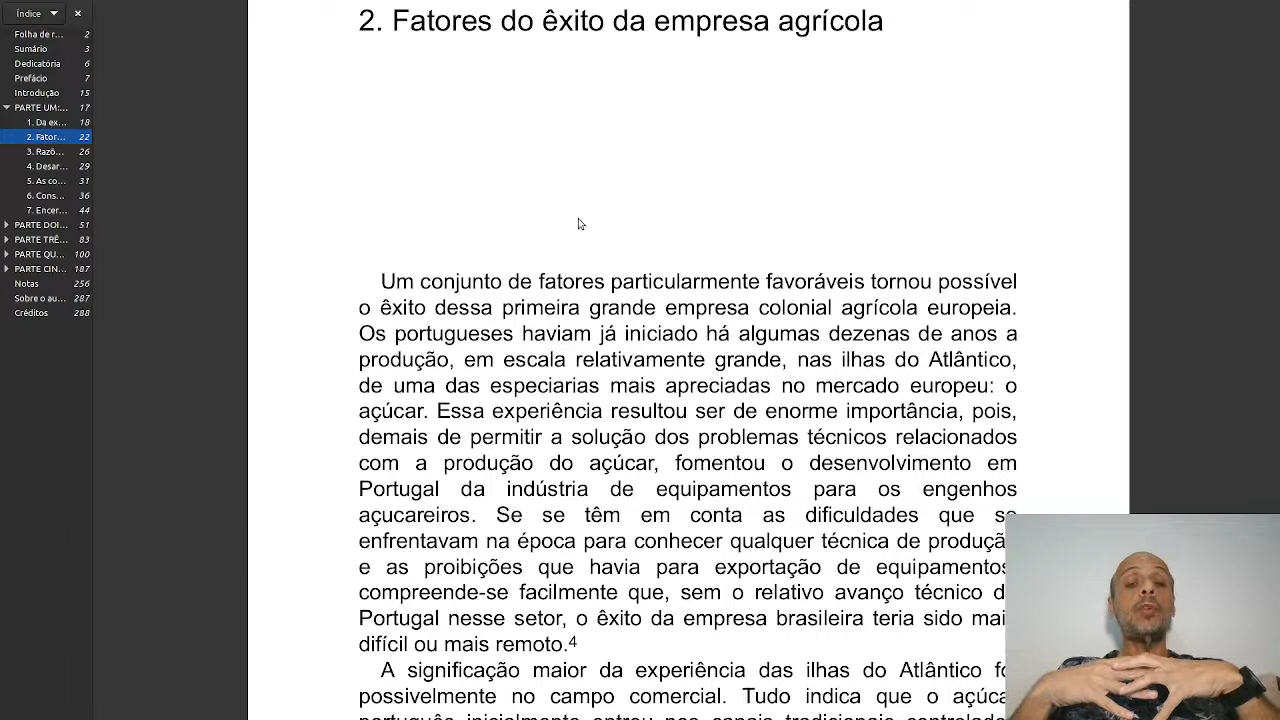 Índice
Folha de r... 2
Sumário 3
Dedicatória 6
Prefácio 7
Introdução 15
PARTE UM:... 17
1. Da ex... 18
2. Fator... 22
3. Razõ... 26
4. Desar... 29
5. As co... 31
6. Cons... 36
7. Encer... 44
PARTE DOI... 51
PARTE TRÊ... 83
PARTE QU... 100
PARTE CIN... 187
Notas 256
Sobre o au... 287
Créditos 288
2. Fatores do êxito da empresa agrícola
Um conjunto de fatores particularmente favoráveis tornou possível
o êxito dessa primeira grande empresa colonial agrícola europeia.
Os portugueses haviam já iniciado há algumas dezenas de anos a
produção, em escala relativamente grande, nas ilhas do Atlântico,
de uma das especiarias mais apreciadas no mercado europeu: o
açúcar. Essa experiência resultou ser de enorme importância, pois,
demais de permitir a solução dos problemas técnicos relacionados
com a produção do açúcar, fomentou o desenvolvimento em
Portugal da indústria de equipamentos para os engenhos
açucareiros. Se se têm em conta as dificuldades que se
enfrentavam na época para conhecer qualquer técnica de produçã
e as proibições que havia para exportação de equipamentos
compreende-se facilmente que, sem o relativo avanço técnico d
Portugal nesse setor, o êxito da empresa brasileira teria sido mai
difícil ou mais remoto.4
A significação maior da experiência das ilhas do Atlântico fo
possivelmente no campo comercial. Tudo indica que o açúca
português inicialmente entrou nos canais tradicionais controlado